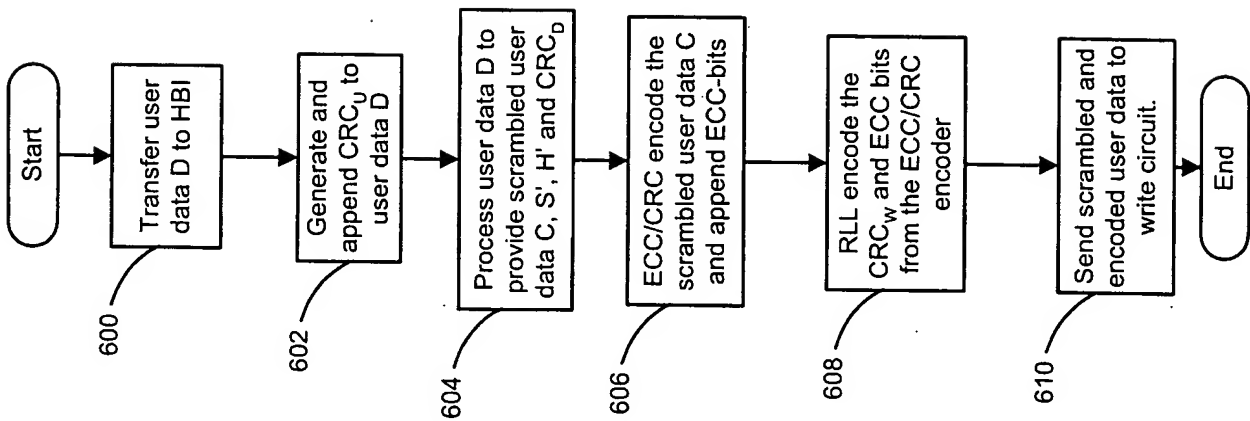 Start
Transfer user
data D to HBI
600
Generate and
append CRC_U to
user data D
602
Process user data D to
provide scrambled user
data C, S', H' and CRC_D
604
ECC/CRC encode the
scrambled user data C
and append ECC-bits
606
RLL encode the
CRC_W and ECC bits
from the ECC/CRC
encoder
608
Send scrambled and
encoded user data to
write circuit.
610
End